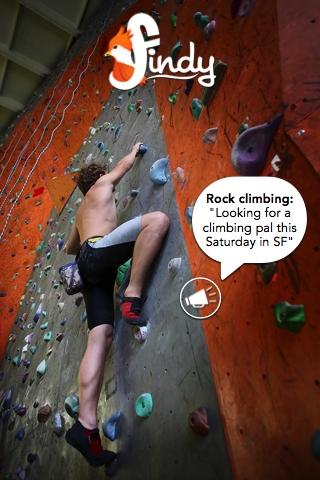 Findy
Rock climbing:
"Looking for a
climbing pal this
Saturday in SF"